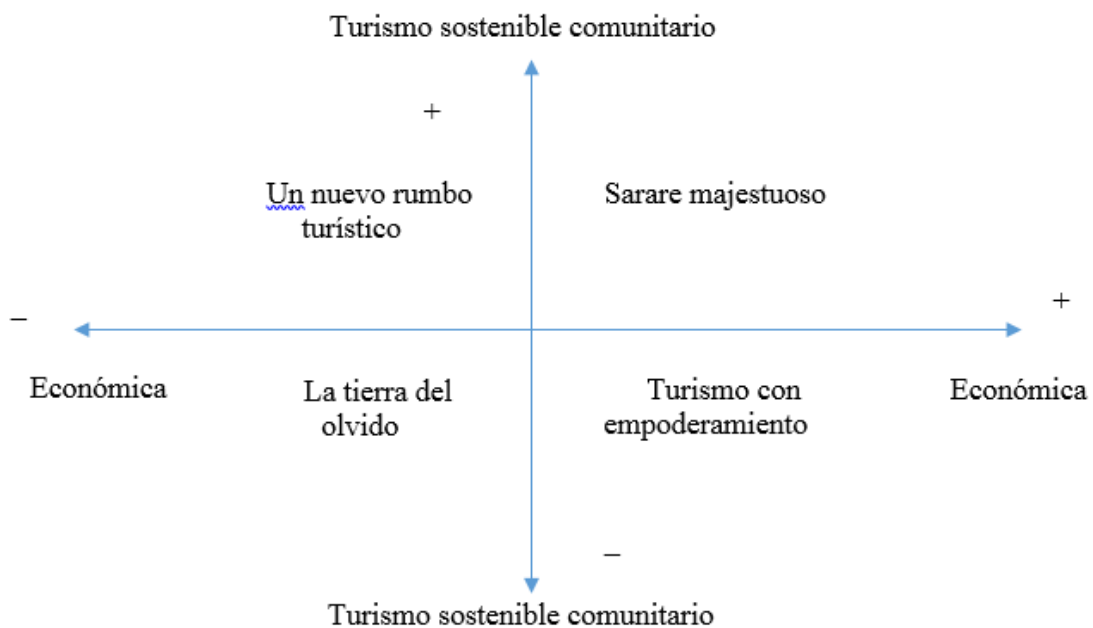 Turismo sostenible comunitario
+
Un nuevo rumbo
turístico
Sarare majestuoso
–
+
Económica
La tierra del
olvido
Turismo con
empoderamiento
Económica
–
Turismo sostenible comunitario